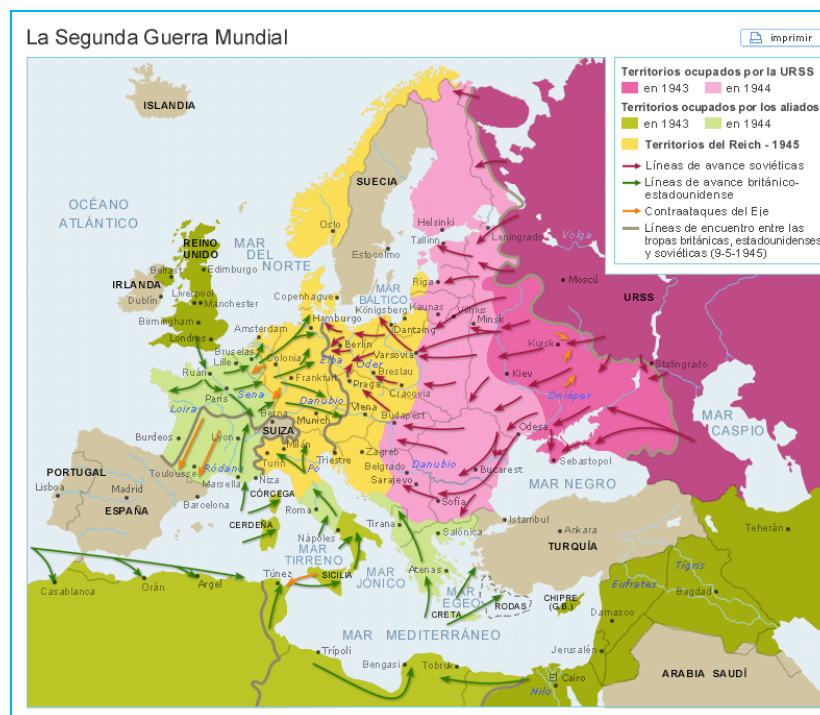 La Segunda Guerra Mundial
imprimir
Territorios ocupados por la URSS
en 1943 en 1944
Territorios ocupados por los aliados
en 1943 en 1944
Territorios del Reich - 1945
Líneas de avance soviéticas
Líneas de avance británico-
estadounidense
Contraataques del Eje
Líneas de encuentro entre las
tropas británicas, estadounidenses
y soviéticas (9-5-1945)
ISLANDIA
OCÉANO
ATLÁNTICO
SUECIA
Helsinki
Tallinn
Leningrado
Volga
Oslo
Estocolmo
MAR
DEL
NORTE
REINO
UNIDO
Belfast
Edimburgo
IRLANDA
Dublín
Liverpool
Manchester
Birmingham
Londres
Copenhague
MAR
BÁLTICO
Riga
Moscú
URSS
Königsberg
Kaunas
Vilnius
Minsk
Hamburgo
Dantzing
Amsterdam
Bruselas
Lille
Berlín
Elba
Oder
Varsovia
Kursk
Stalingrado
Colonia
Breslau
Ruán
París
Sena
Frankfurt
Praga
Cracovia
Kiev
Dniéper
Loira
Danubio
Viena
Berna
Munich
Budapest
SUIZA
Odesa
MAR
CASPIO
Burdeos
Lyon
Milán
Turín
Po
Triestre
Zagreb
Belgrado
Danubio
Sebastopol
Toulousse
Ródano
Marsella
Niza
Sarajevo
Bucarest
MAR NEGRO
PORTUGAL
Lisboa
Madrid
ESPAÑA
Barcelona
CÓRCEGA
Roma
Sofía
CERDEÑA
Nápoles
Tirana
Salónica
Istambul
Ankara
TURQUÍA
Teherán
MAR
TIRRENO
MAR
JÓNICO
Atenas
MAR
EGEO
SICILIA
Túnez
Casablanca
Orán
Argel
CRETA
RODAS
CHIPRE
(G.B.)
Eufrates
Tigris
Bagdad
Damasco
MAR MEDITERRÁNEO
Trípoli
Bengasi
Tobruk
Jerusalén
El Cairo
Nilo
ARABIA SAUDÍ